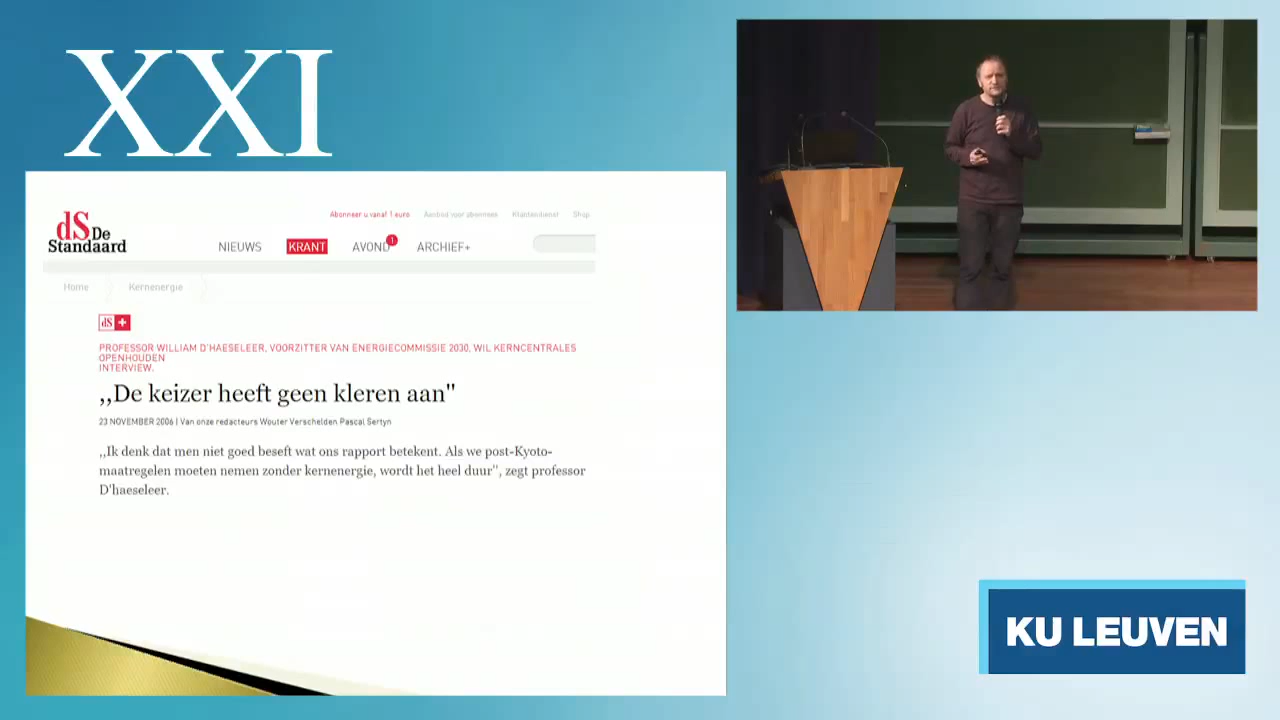 XXI
dS De
Standaard
Abonneer u vanaf 1 euro
Aanbod voor abonnees
Klantendienst
Shop
NIEUWS
KRANT
AVOND
1
ARCHIEF+
Home
Kernenergie
dS +
PROFESSOR WILLIAM D'HAESELEER, VOORZITTER VAN ENERGIECOMMISSIE 2030, WIL KERNCENTRALES
OPENHOUDEN
INTERVIEW.
,,De keizer heeft geen kleren aan"
23 NOVEMBER 2006 | Van onze redacteurs Wouter Verschelden Pascal Sertyn
,,Ik denk dat men niet goed beseft wat ons rapport betekent. Als we post-Kyoto-
maatregelen moeten nemen zonder kernenergie, wordt het heel duur'', zegt professor
D'haeseleer.
KU LEUVEN